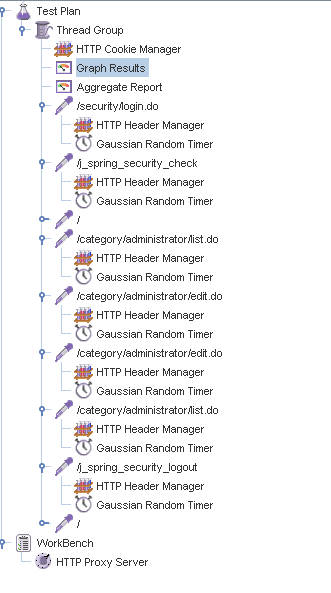 Test Plan
Thread Group
HTTP Cookie Manager
Graph Results
Aggregate Report
/security/login.do
HTTP Header Manager
Gaussian Random Timer
/j_spring_security_check
HTTP Header Manager
Gaussian Random Timer
/
/category/administrator/list.do
HTTP Header Manager
Gaussian Random Timer
/category/administrator/edit.do
HTTP Header Manager
Gaussian Random Timer
/category/administrator/edit.do
HTTP Header Manager
Gaussian Random Timer
/category/administrator/list.do
HTTP Header Manager
Gaussian Random Timer
/j_spring_security_logout
HTTP Header Manager
Gaussian Random Timer
/
WorkBench
HTTP Proxy Server